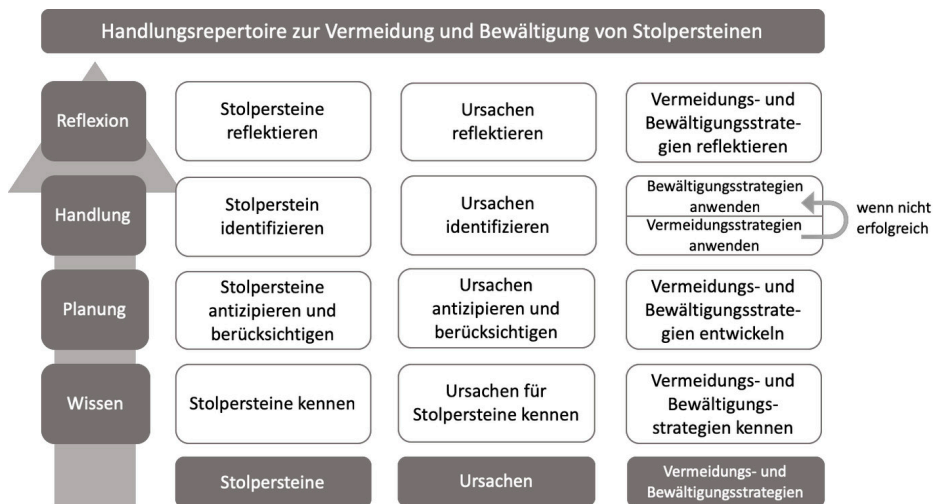 Handlungsrepertoire zur Vermeidung und Bewältigung von Stolpersteinen
Reflexion
Stolpersteine
reflektieren
Ursachen
reflektieren
Vermeidungs- und
Bewältigungsstrate-
gien reflektieren
Handlung
Stolperstein
identifizieren
Ursachen
identifizieren
Bewältigungsstrategien
anwenden
Vermeidungsstrategien
anwenden
wenn nicht
erfolgreich
Planung
Stolpersteine
antizipieren und
berücksichtigen
Ursachen
antizipieren und
berücksichtigen
Vermeidungs- und
Bewältigungsstrate-
gien entwickeln
Wissen
Stolpersteine kennen
Ursachen für
Stolpersteine kennen
Vermeidungs- und
Bewältigungs-
strategien kennen
Stolpersteine
Ursachen
Vermeidungs- und
Bewältigungsstrategien